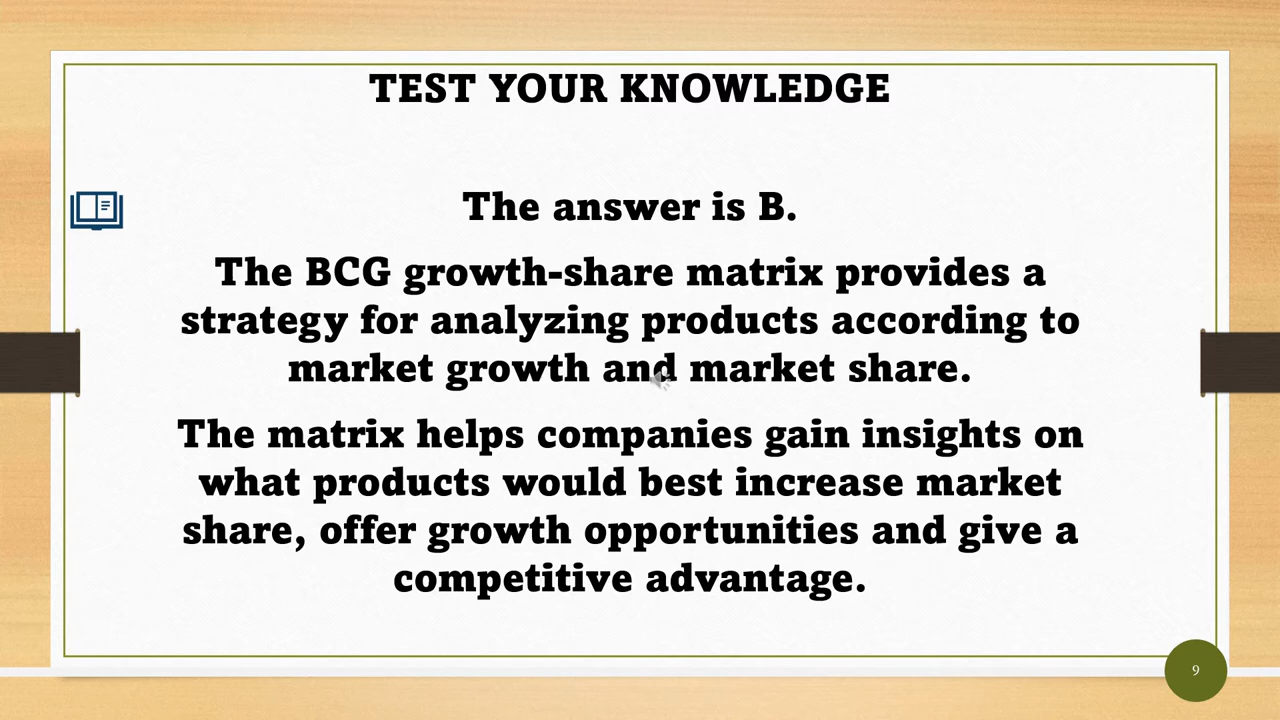 TEST YOUR KNOWLEDGE
The answer is B.
The BCG growth-share matrix provides a
strategy for analyzing products according to
market growth and market share.
The matrix helps companies gain insights on
what products would best increase market
share, offer growth opportunities and give a
competitive advantage.
9